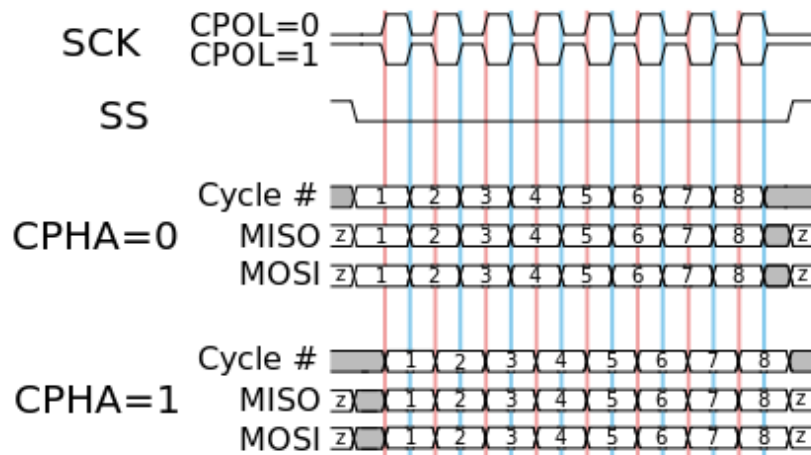 SCK CPOL=0
CPOL=1
SS
CPHA=0
Cycle # 1 2 3 4 5 6 7 8
MISO z 1 2 3 4 5 6 7 8 z
MOSI z 1 2 3 4 5 6 7 8 z
CPHA=1
Cycle # 1 2 3 4 5 6 7 8
MISO z 1 2 3 4 5 6 7 8 z
MOSI z 1 2 3 4 5 6 7 8 z